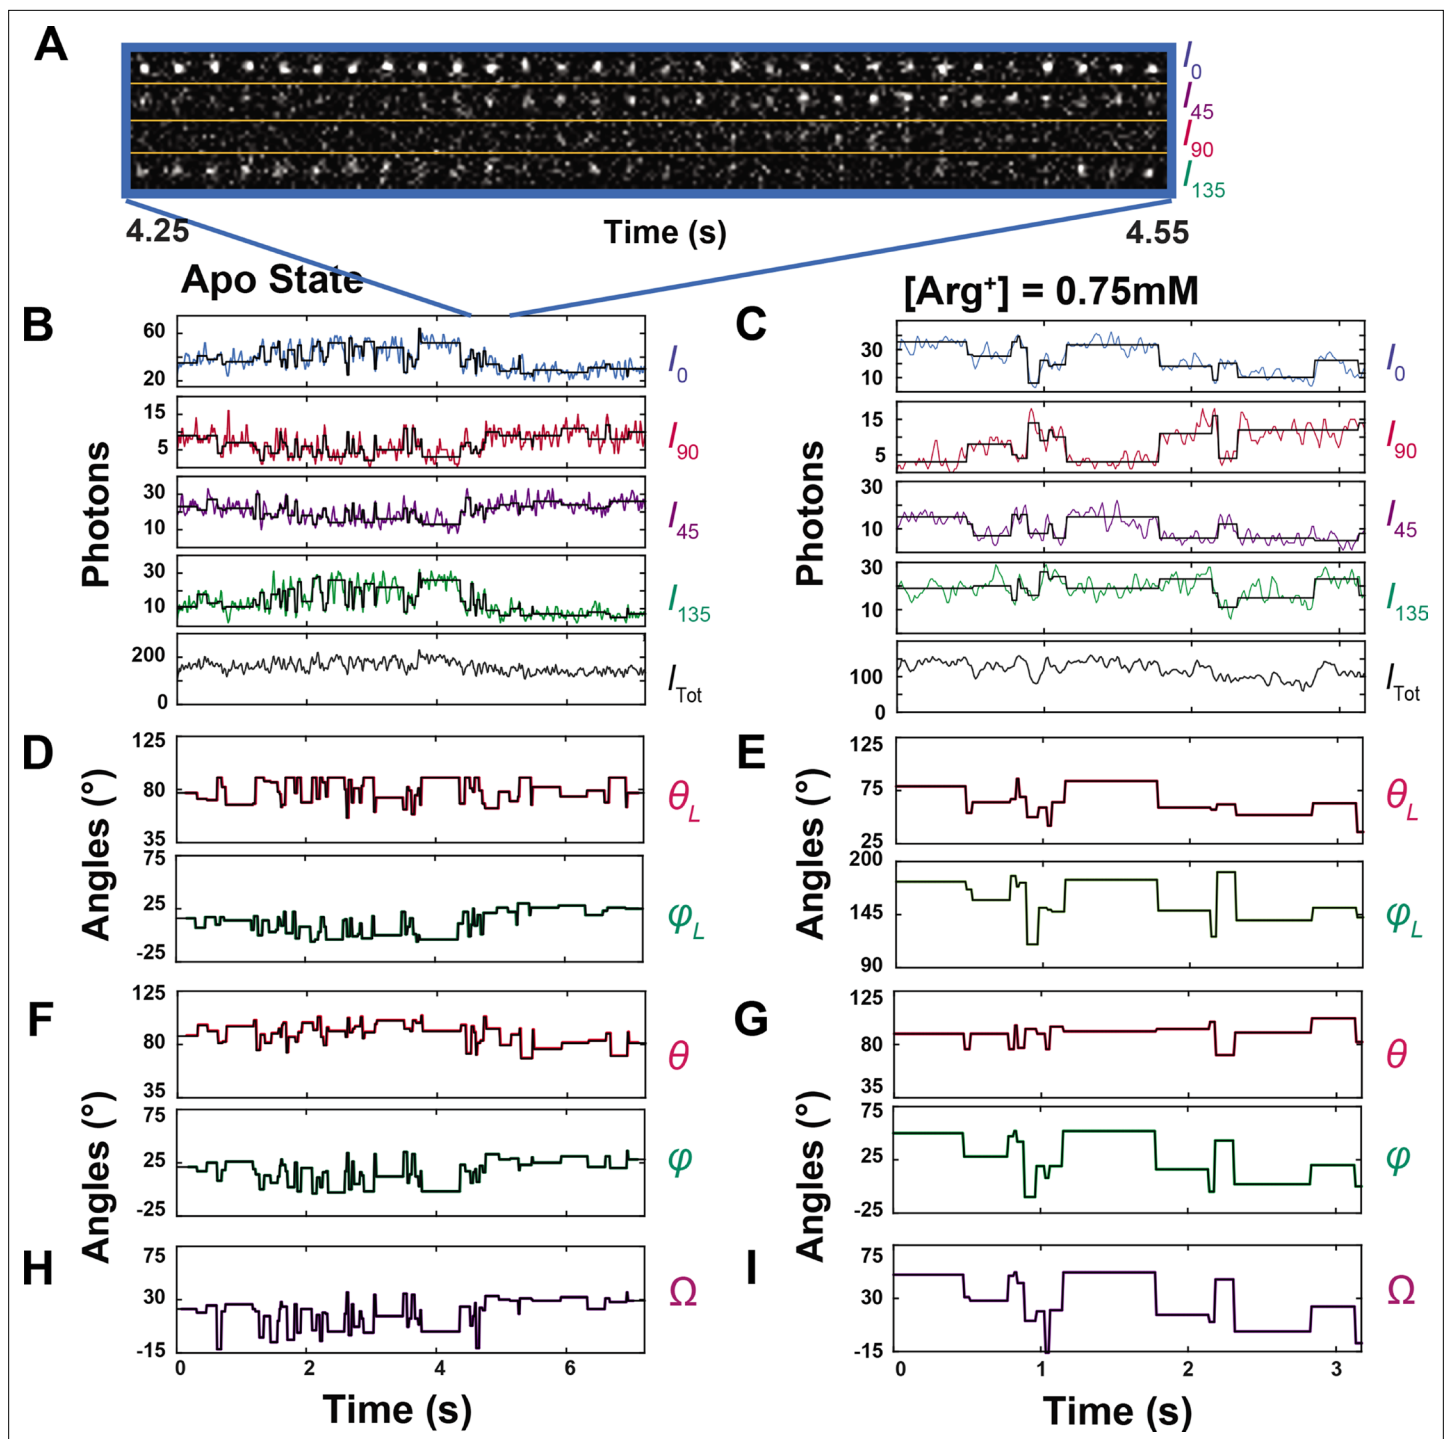 A
I0
I45
I90
I135
4.25
Time (s)
4.55
Apo State
[Arg+] = 0.75mM
B
60
20
I0
15
5
I90
30
10
I45
30
10
I135
200
0
ITot
Photons
C
30
10
I0
15
5
I90
30
10
I45
30
10
I135
100
0
ITot
Photons
D
125
80
35
θL
75
25
-25
φL
Angles (°)
E
125
75
25
θL
200
145
90
φL
Angles (°)
F
125
80
35
θ
75
25
-25
φ
Angles (°)
G
125
80
35
θ
75
25
-25
φ
Angles (°)
H
75
30
-15
Ω
0 2 4 6
Time (s)
I
75
30
-15
Ω
0 1 2 3
Time (s)